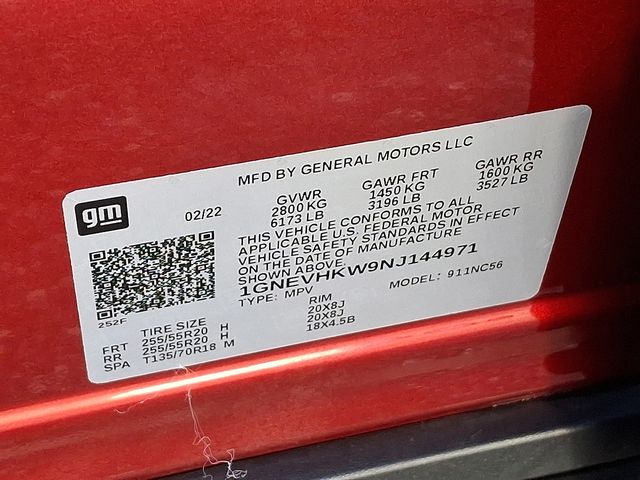 MFD BY GENERAL MOTORS LLC
gm
02/22
GVWR GAWR FRT GAWR RR
2800 KG 1450 KG 1600 KG
6173 LB 3196 LB 3527 LB
THIS VEHICLE CONFORMS TO ALL
APPLICABLE U.S. FEDERAL MOTOR
VEHICLE SAFETY STANDARDS IN EFFECT
ON THE DATE OF MANUFACTURE
SHOWN ABOVE.
1GNEVHKW9NJ144971
TYPE: MPV MODEL: 911NC56
252F
TIRE SIZE RIM
FRT 255/55R20 H 20X8J
RR 255/55R20 H 20X8J
SPA T135/70R18 M 18X4.5B